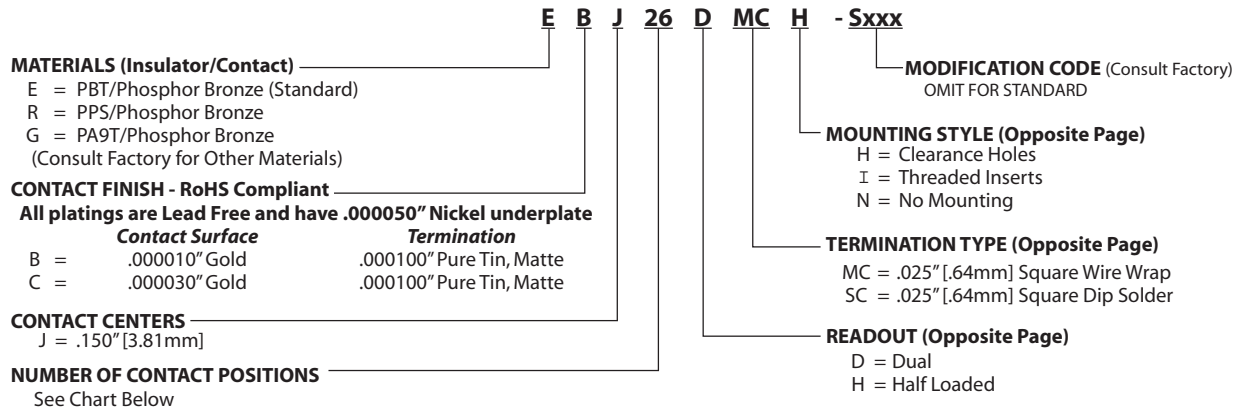 E B J 26 D MC H - Sxxx
MATERIALS (Insulator/Contact)
E = PBT/Phosphor Bronze (Standard)
R = PPS/Phosphor Bronze
G = PA9T/Phosphor Bronze
(Consult Factory for Other Materials)
CONTACT FINISH - RoHS Compliant
All platings are Lead Free and have .000050" Nickel underplate
Contact Surface Termination
B = .000010" Gold .000100" Pure Tin, Matte
C = .000030" Gold .000100" Pure Tin, Matte
CONTACT CENTERS
J = .150" [3.81mm]
NUMBER OF CONTACT POSITIONS
See Chart Below
MODIFICATION CODE (Consult Factory)
OMIT FOR STANDARD
MOUNTING STYLE (Opposite Page)
H = Clearance Holes
I = Threaded Inserts
N = No Mounting
TERMINATION TYPE (Opposite Page)
MC = .025" [.64mm] Square Wire Wrap
SC = .025" [.64mm] Square Dip Solder
READOUT (Opposite Page)
D = Dual
H = Half Loaded